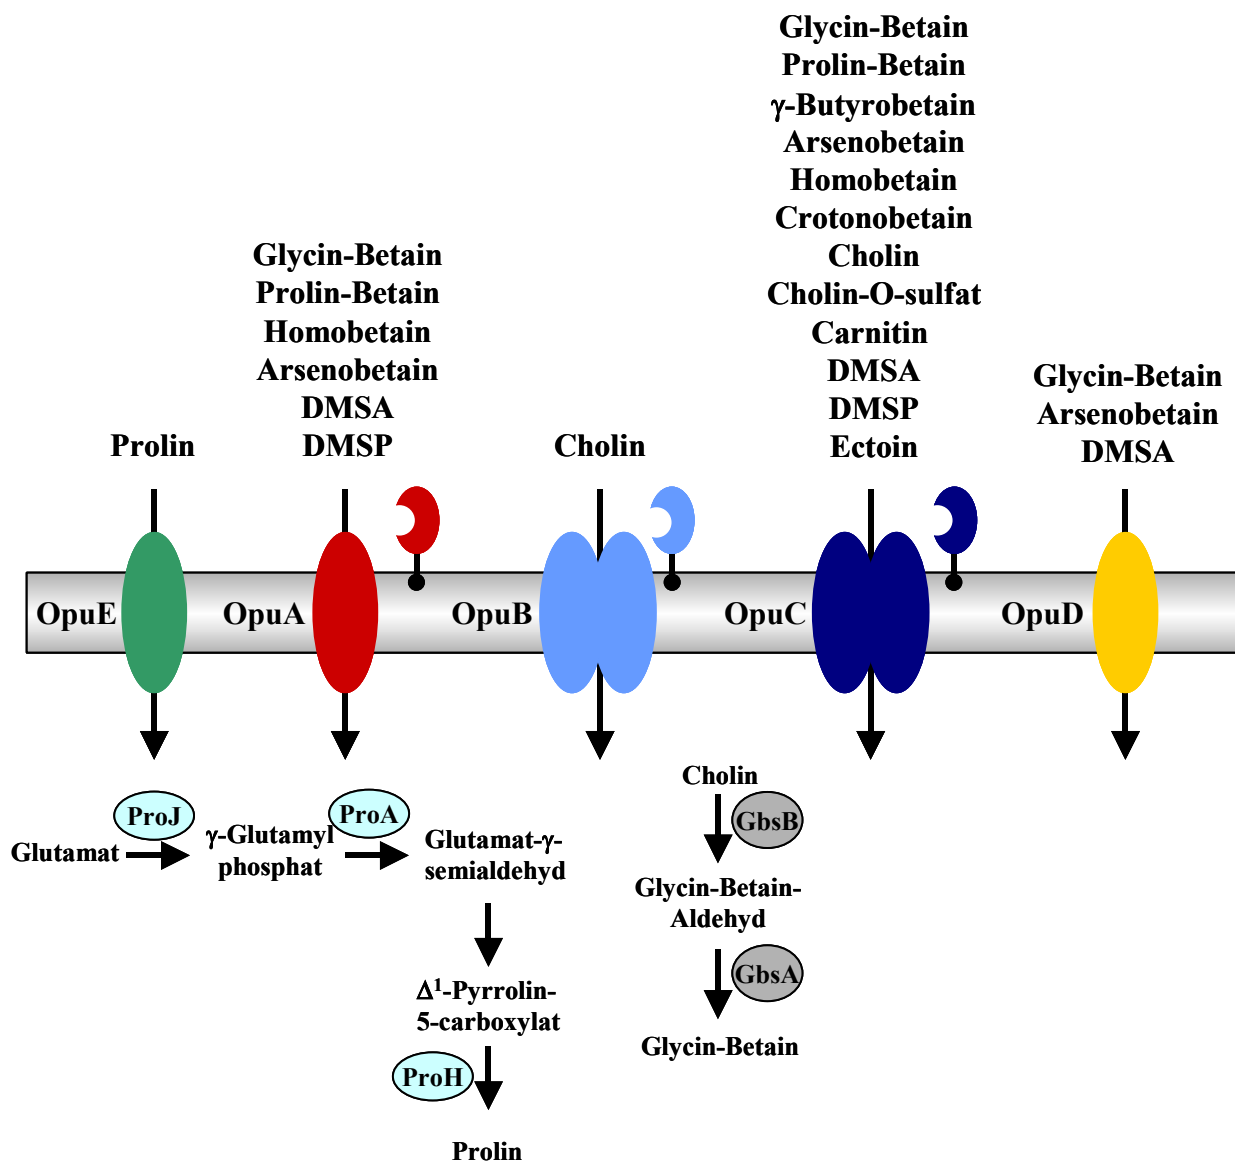 Glycin-Betain
Prolin-Betain
γ-Butyrobetain
Arsenobetain
Homobetain
Crotonobetain
Cholin
Cholin-O-sulfat
Carnitin
DMSA
DMSP
Ectoin
Glycin-Betain
Prolin-Betain
Homobetain
Arsenobetain
DMSA
DMSP
Glycin-Betain
Arsenobetain
DMSA
Prolin
Cholin
OpuE
OpuA
OpuB
OpuC
OpuD
ProJ
ProA
Glutamat
γ-Glutamyl
phosphat
Glutamat-γ-
semialdehyd
Δ¹-Pyrrolin-
5-carboxylat
ProH
Prolin
Cholin
GbsB
Glycin-Betain-
Aldehyd
GbsA
Glycin-Betain